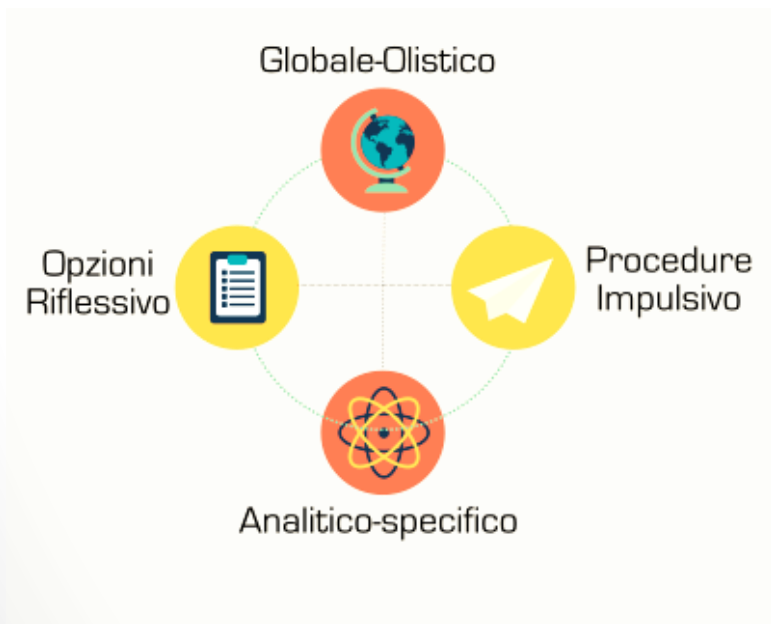 Globale-Olistico
Opzioni
Riflessivo
Procedure
Impulsivo
Analitico-specifico